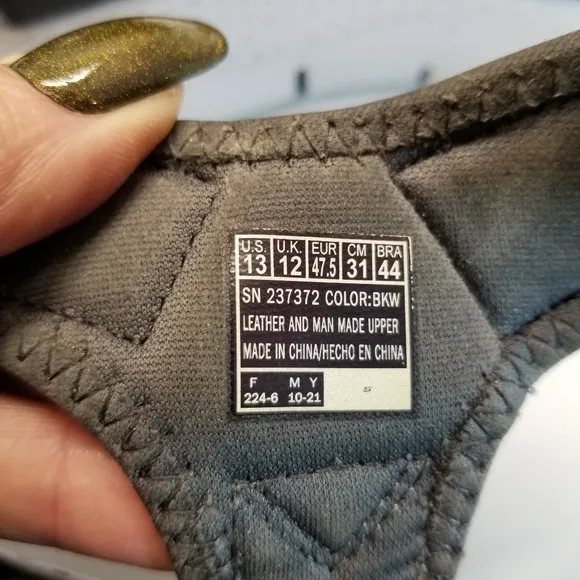 U.S. U.K. EUR CM BRA
13 12 47.5 31 44
SN 237372 COLOR:BKW
LEATHER AND MAN MADE UPPER
MADE IN CHINA/HECHO EN CHINA
F M Y
224-6 10-21
S